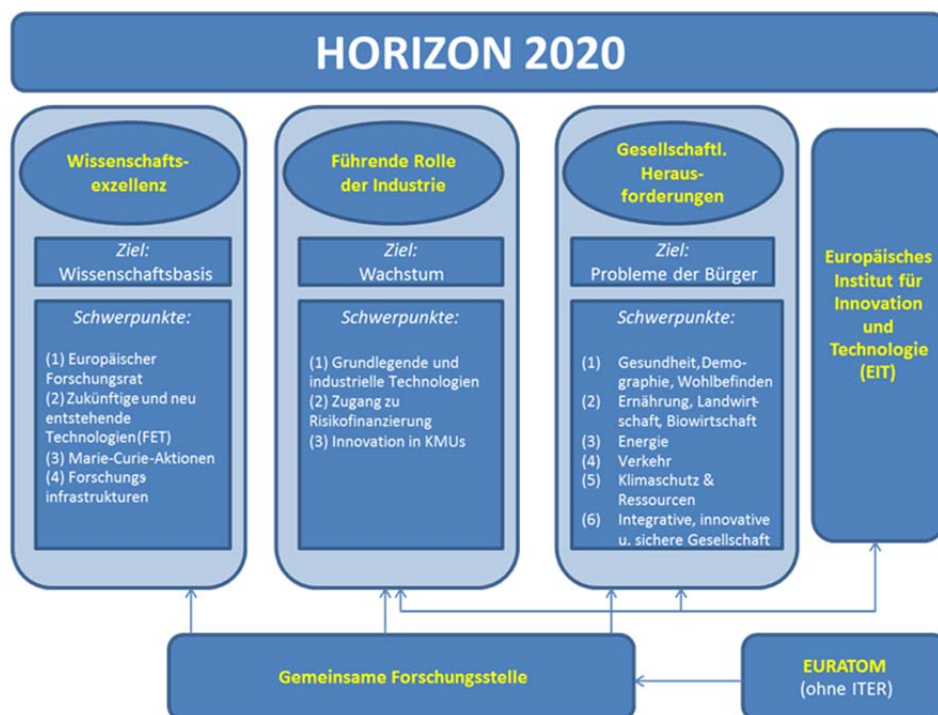 HORIZON 2020
Wissenschafts-
exzellenz
Ziel:
Wissenschaftsbasis
Schwerpunkte:
(1) Europäischer
Forschungsrat
(2) Zukünftige und neu
entstehende
Technologien (FET)
(3) Marie-Curie-Aktionen
(4) Forschungs-
infrastrukturen
Führende Rolle
der Industrie
Ziel:
Wachstum
Schwerpunkte:
(1) Grundlegende und
industrielle Technologien
(2) Zugang zu
Risikofinanzierung
(3) Innovation in KMUs
Gesellschaftl.
Heraus-
forderungen
Ziel:
Probleme der Bürger
Schwerpunkte:
(1) Gesundheit, Demo-
graphie, Wohlbefinden
(2) Ernährung, Landwirt-
schaft, Biowirtschaft
(3) Energie
(4) Verkehr
(5) Klimaschutz &
Ressourcen
(6) Integrative, innovative
u. sichere Gesellschaft
Europäisches
Institut für
Innovation
und
Technologie
(EIT)
Gemeinsame Forschungsstelle
EURATOM
(ohne ITER)